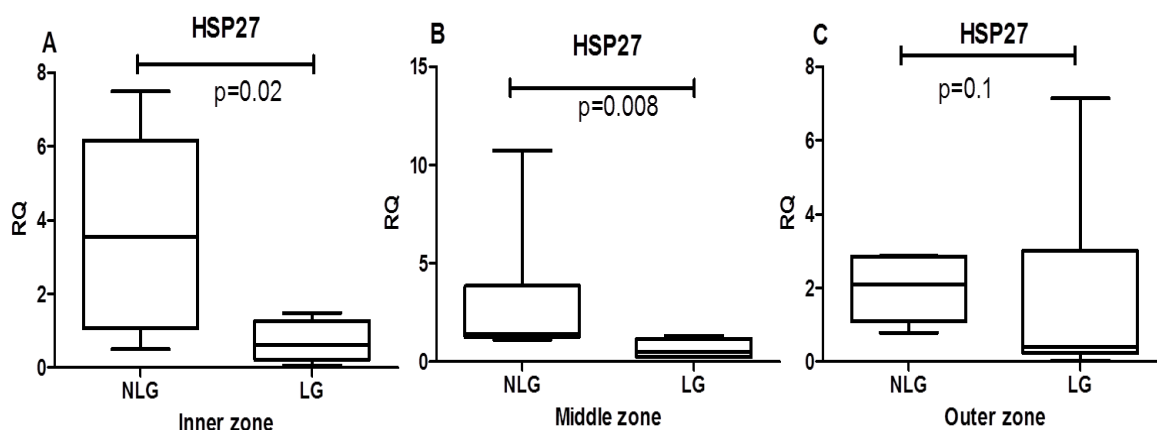 A
HSP27
p=0.02
8
6
4
2
0
RQ
NLG
LG
Inner zone
B
HSP27
p=0.008
15
10
5
0
RQ
NLG
LG
Middle zone
C
HSP27
p=0.1
8
6
4
2
0
RQ
NLG
LG
Outer zone